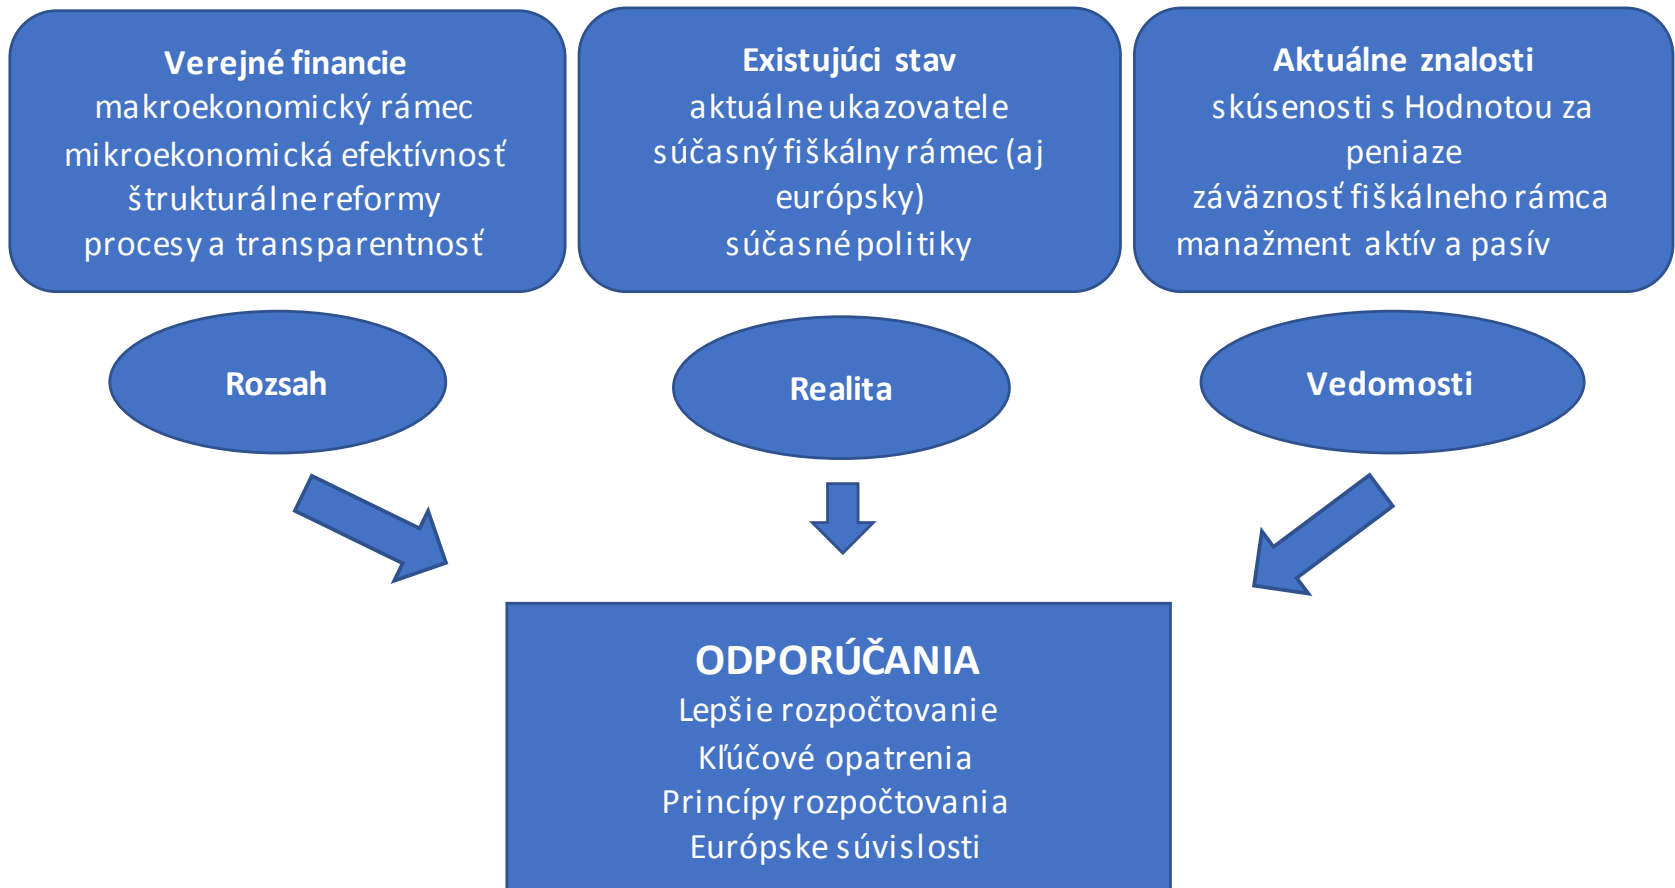 Verejné financie
makroekonomický rámec
mikroekonomická efektívnosť
štrukturálne reformy
procesy a transparentnosť
Existujúci stav
aktuálne ukazovatele
súčasný fiškálny rámec (aj
európsky)
súčasné politiky
Aktuálne znalosti
skúsenosti s Hodnotou za
peniaze
záväznosť fiškálneho rámca
manažment aktív a pasív
Rozsah
Realita
Vedomosti
ODPORÚČANIA
Lepšie rozpočtovanie
Kľúčové opatrenia
Princípy rozpočtovania
Európske súvislosti